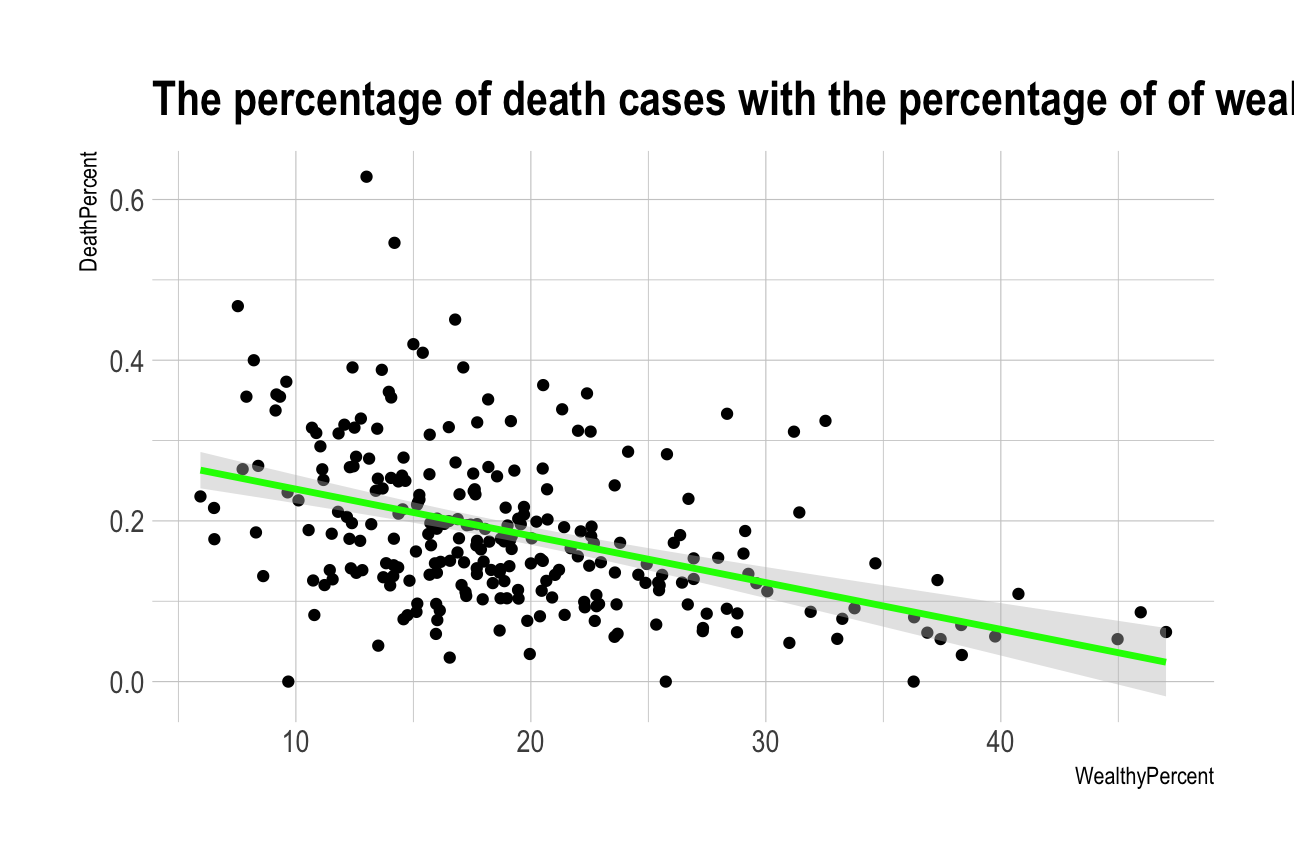 The percentage of death cases with the percentage of of weal
DeathPercent
0.6
0.4
0.2
0.0
10 20 30 40
WealthyPercent